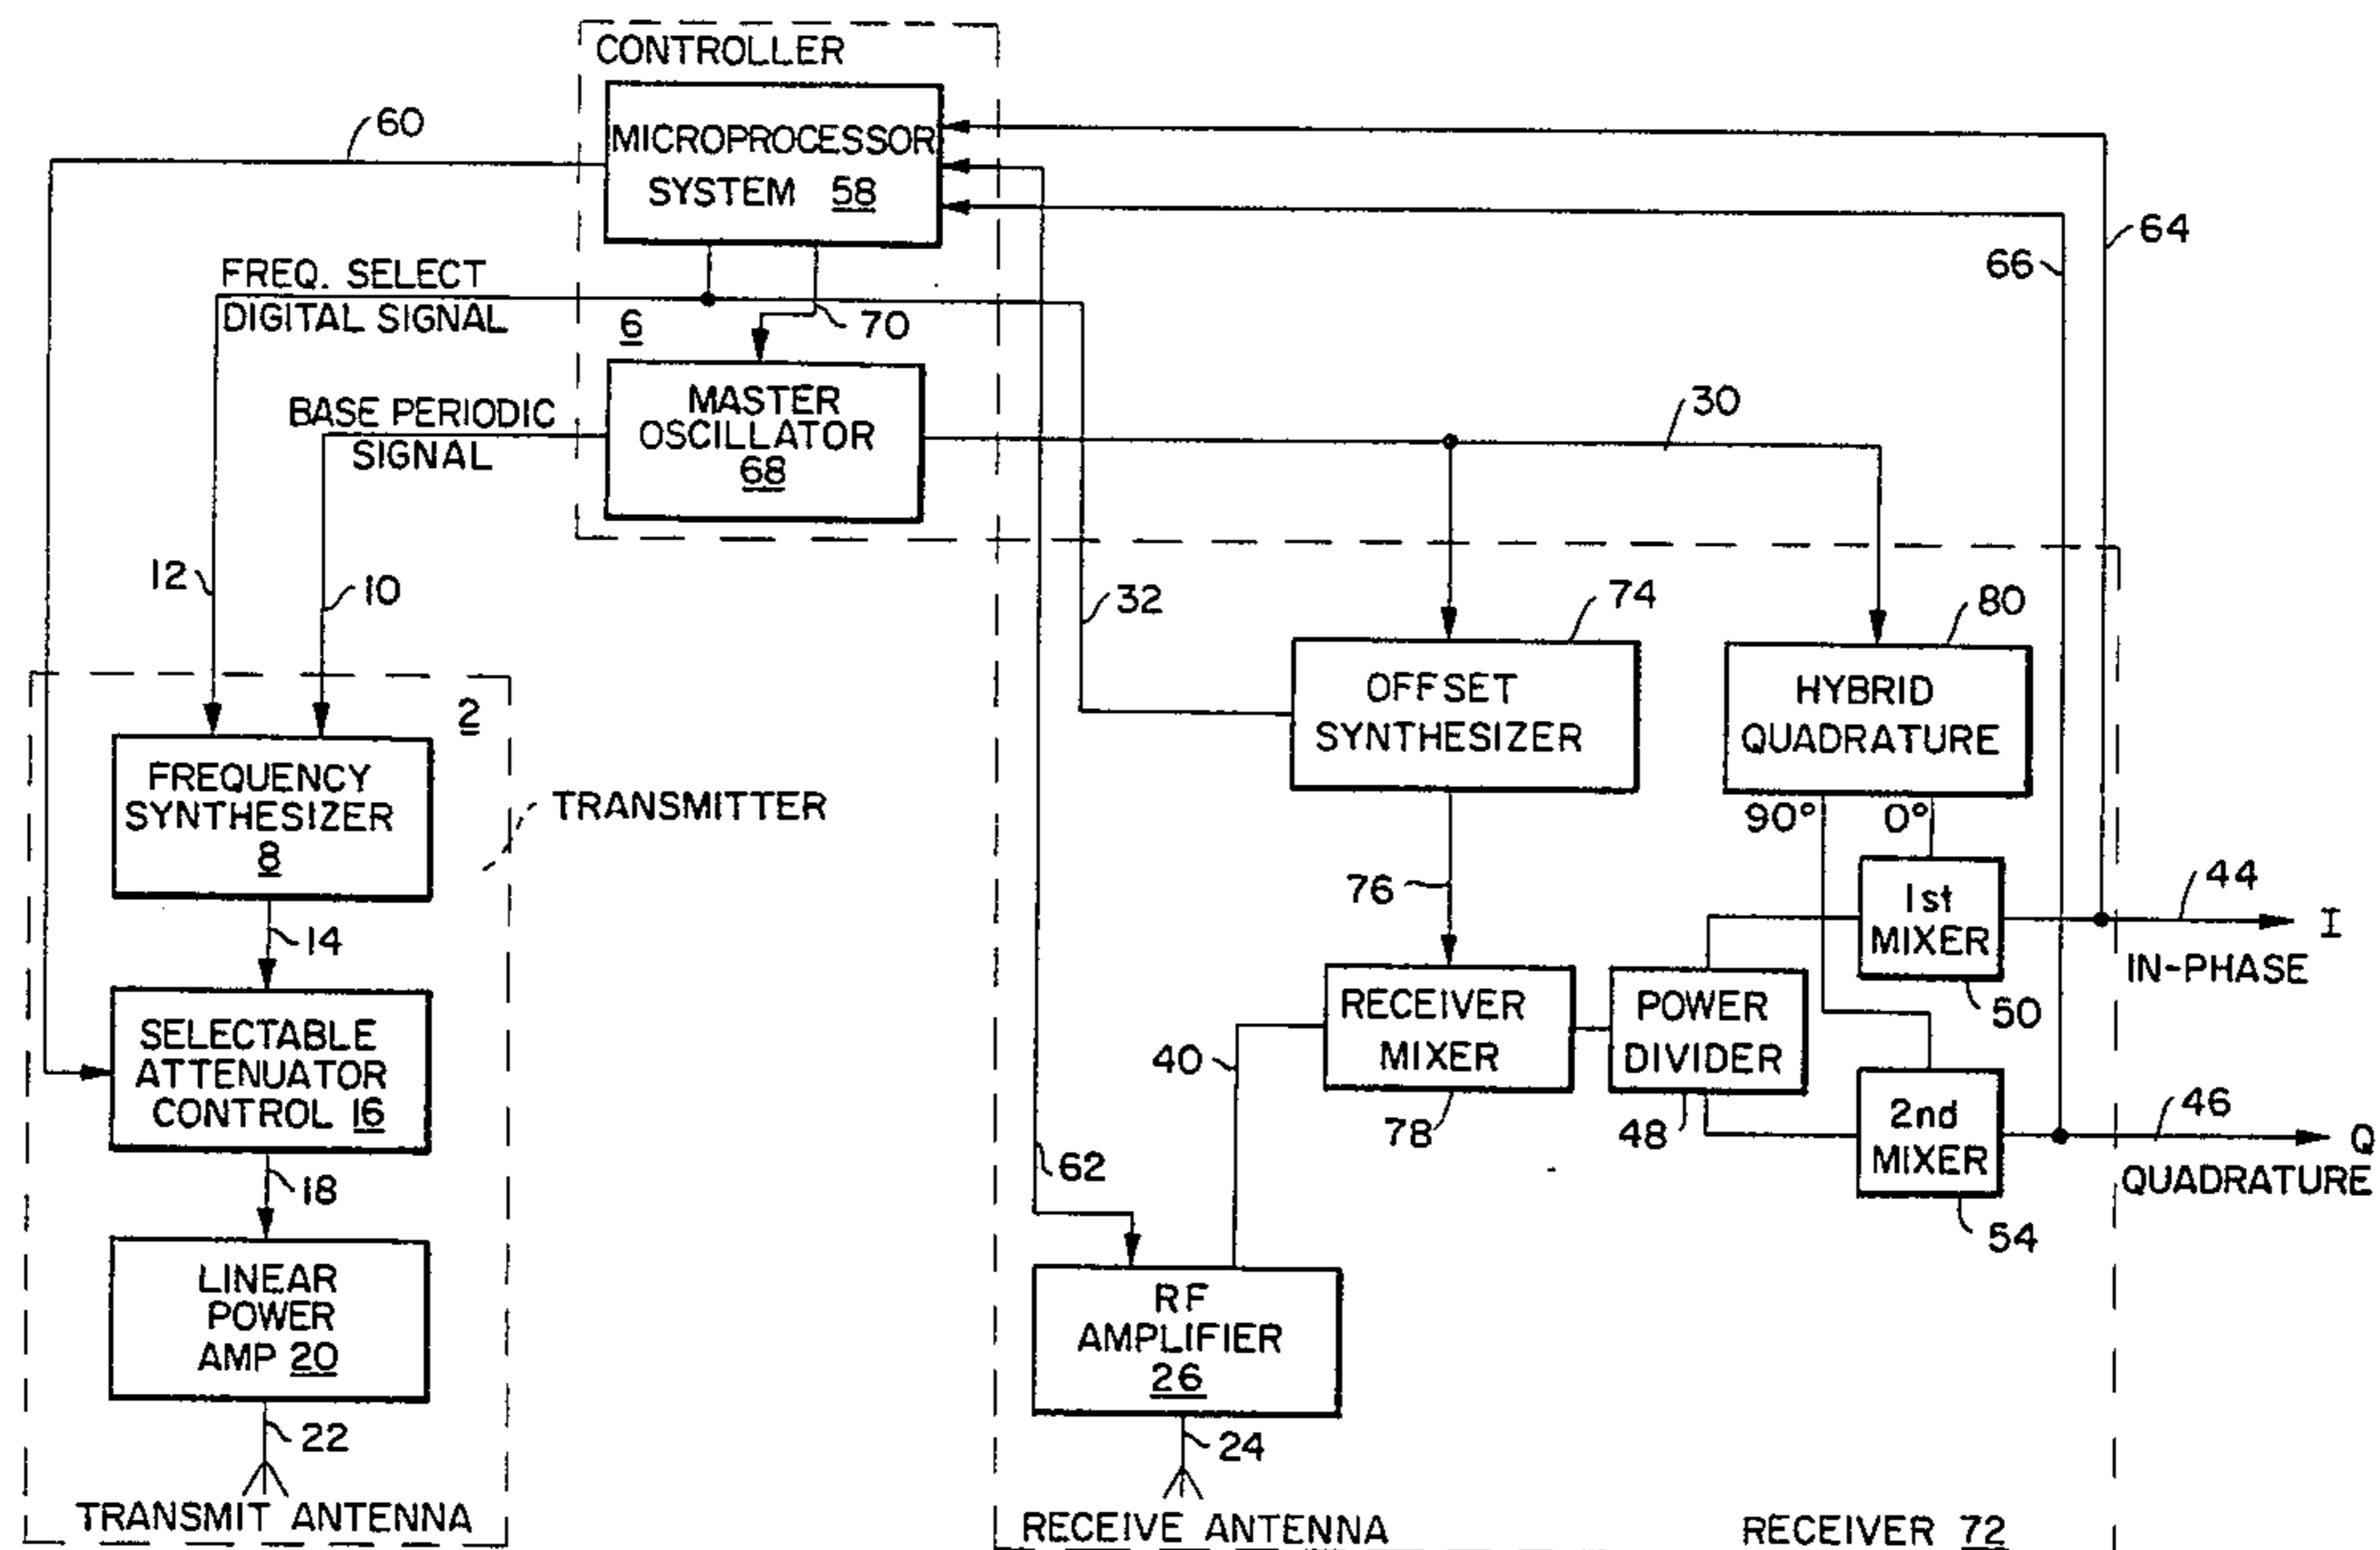 CONTROLLER
MICROPROCESSOR
SYSTEM 58
60
64
66
FREQ. SELECT
DIGITAL SIGNAL
6
70
MASTER
OSCILLATOR
68
30
BASE PERIODIC
SIGNAL
12
10
32
74
80
2
FREQUENCY
SYNTHESIZER
8
TRANSMITTER
OFFSET
SYNTHESIZER
HYBRID
QUADRATURE
90°
0°
14
76
1st
MIXER
44
I
IN-PHASE
50
SELECTABLE
ATTENUATOR
CONTROL 16
40
RECEIVER
MIXER
78
POWER
DIVIDER
48
2nd
MIXER
46
Q
QUADRATURE
54
18
62
LINEAR
POWER
AMP 20
RF
AMPLIFIER
26
22
24
TRANSMIT ANTENNA
RECEIVE ANTENNA
RECEIVER 72